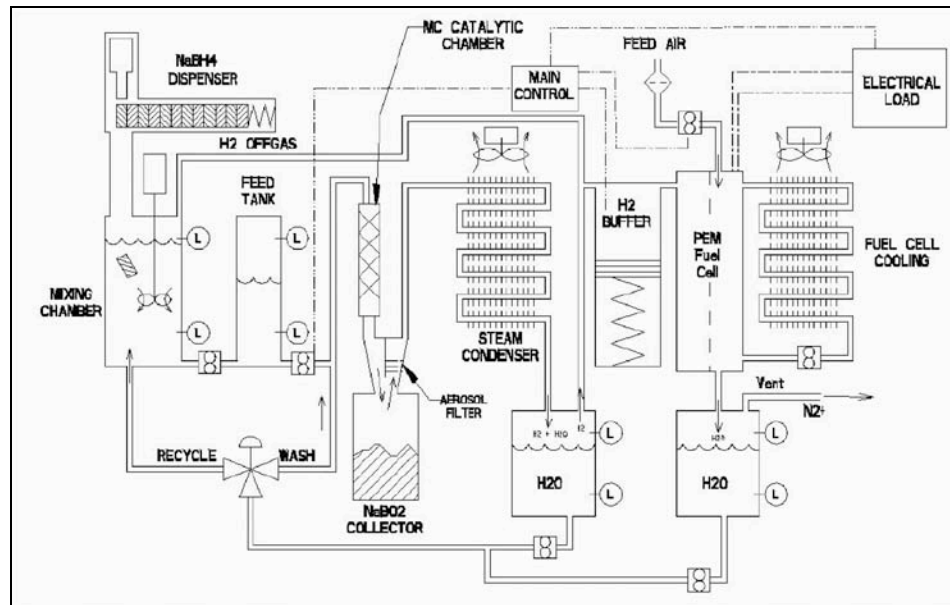 MC CATALYTIC
CHAMBER
FEED AIR
NaBH4
DISPENSER
MAIN
CONTROL
ELECTRICAL
LOAD
H2 OFFGAS
FEED
TANK
H2
BUFFER
PEM
Fuel
Cell
FUEL CELL
COOLING
L
L
L
L
MIXING
CHAMBER
STEAM
CONDENSER
AEROSOL
FILTER
Vent
N2+
H2 + H2O
H2
L
L
RECYCLE
WASH
H2O
H2O
L
L
NaBO2
COLLECTOR